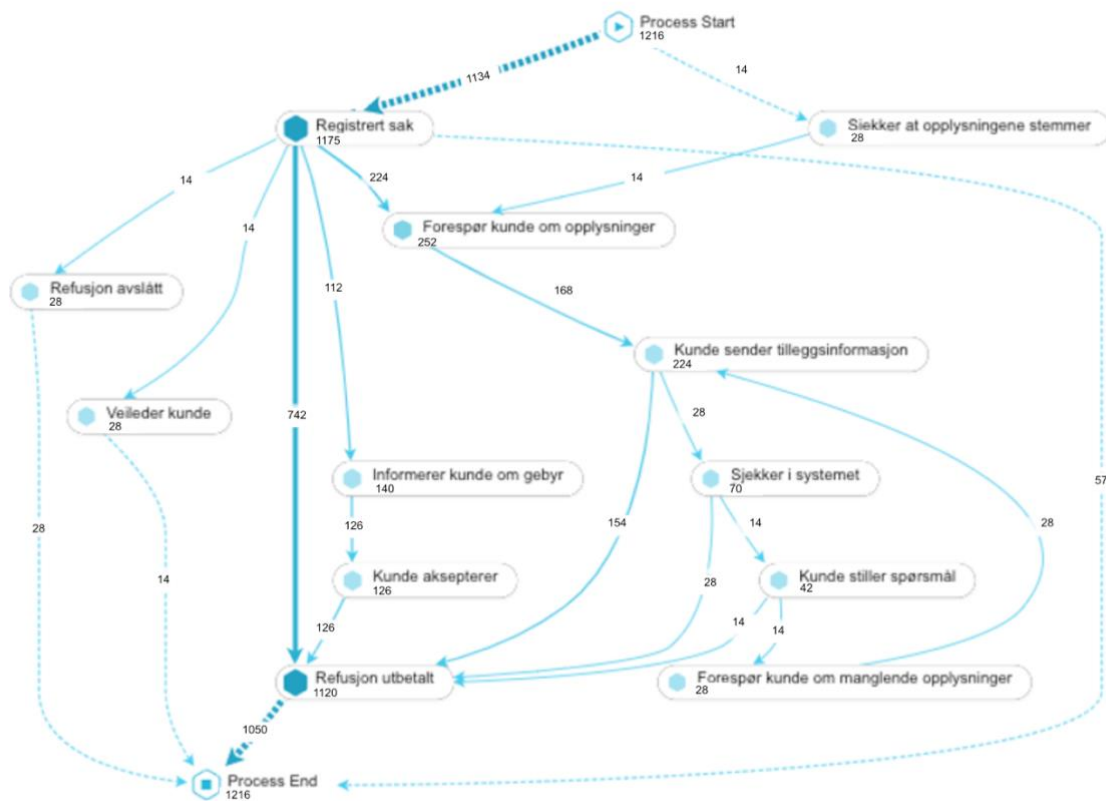 Process Start
1216
1134
14
Registrert sak
1175
Sjekker at opplysningene stemmer
28
14
224
14
14
Forespør kunde om opplysninger
252
Refusjon avslått
28
112
168
Kunde sender tilleggsinformasjon
224
Veileder kunde
28
742
28
Informerer kunde om gebyr
140
Sjekker i systemet
70
57
28
126
154
14
28
14
Kunde aksepterer
126
28
Kunde stiller spørsmål
42
126
14
14
Refusjon utbetalt
1120
Forespør kunde om manglende opplysninger
28
1050
Process End
1216